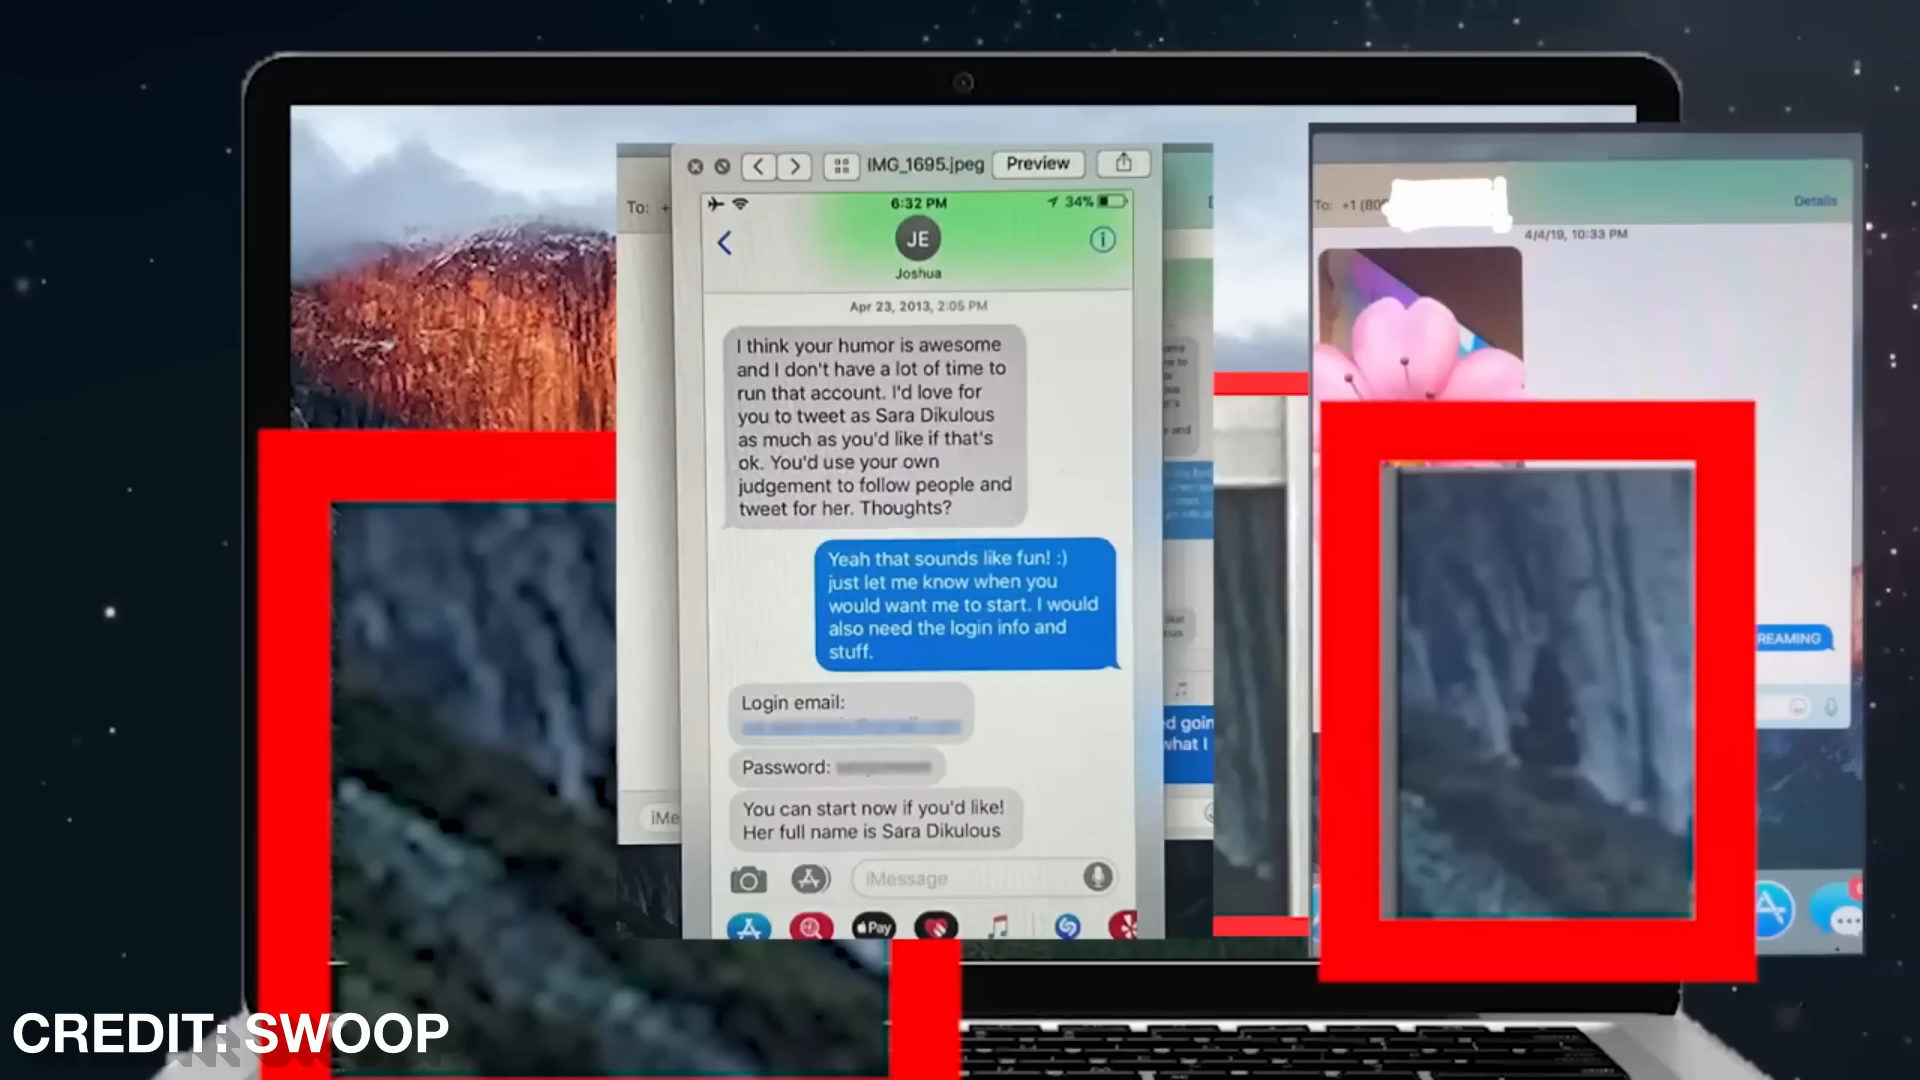 IMG_1695.jpeg
Preview
6:32 PM
34%
JE
Joshua
Apr 23, 2013, 2:05 PM
I think your humor is awesome
and I don't have a lot of time to
run that account. I'd love for
you to tweet as Sara Dikulous
as much as you'd like if that's
ok. You'd use your own
judgement to follow people and
tweet for her. Thoughts?
Yeah that sounds like fun! :)
just let me know when you
would want me to start. I would
also need the login info and
stuff.
Login email:
Password:
You can start now if you'd like!
Her full name is Sara Dikulous
iMessage
Pay
To: +
iMe
d goin
what I
To: +1 (80
Details
4/4/19, 10:33 PM
REAMING
CREDIT: SWOOP